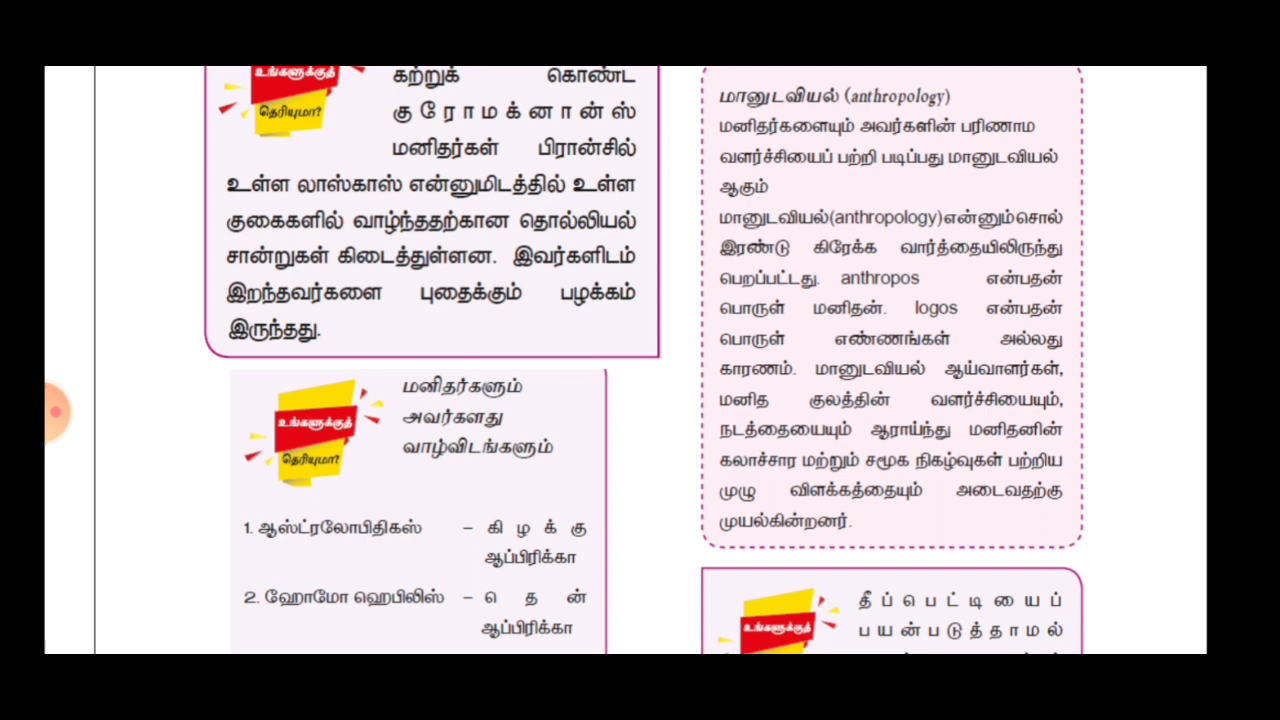 உங்களுக்குத்
தெரியுமா?
கற்றுக் கொண்ட
குரோமக்னான்ஸ்
மனிதர்கள் பிரான்சில்
உள்ள லாஸ்காஸ் என்னுமிடத்தில் உள்ள
குகைகளில் வாழ்ந்ததற்கான தொல்லியல்
சான்றுகள் கிடைத்துள்ளன. இவர்களிடம்
இறந்தவர்களை புதைக்கும் பழக்கம்
இருந்தது.
உங்களுக்குத்
தெரியுமா?
மனிதர்களும்
அவர்களது
வாழ்விடங்களும்
1. ஆஸ்ட்ரலோபிதிகஸ் – கிழக்கு
ஆப்பிரிக்கா
2. ஹோமோ ஹெபிலிஸ் – தென்
ஆப்பிரிக்கா
மானுடவியல் (anthropology)
மனிதர்களையும் அவர்களின் பரிணாம
வளர்ச்சியைப் பற்றி படிப்பது மானுடவியல்
ஆகும்
மானுடவியல்(anthropology)என்னும்சொல்
இரண்டு கிரேக்க வார்த்தையிலிருந்து
பெறப்பட்டது. anthropos என்பதன்
பொருள் மனிதன். logos என்பதன்
பொருள் எண்ணங்கள் அல்லது
காரணம். மானுடவியல் ஆய்வாளர்கள்,
மனித குலத்தின் வளர்ச்சியையும்,
நடத்தையையும் ஆராய்ந்து மனிதனின்
கலாச்சார மற்றும் சமூக நிகழ்வுகள் பற்றிய
முழு விளக்கத்தையும் அடைவதற்கு
முயல்கின்றனர்.
உங்களுக்குத்
தீப்பெட்டியைப்
பயன்படுத்தாமல்